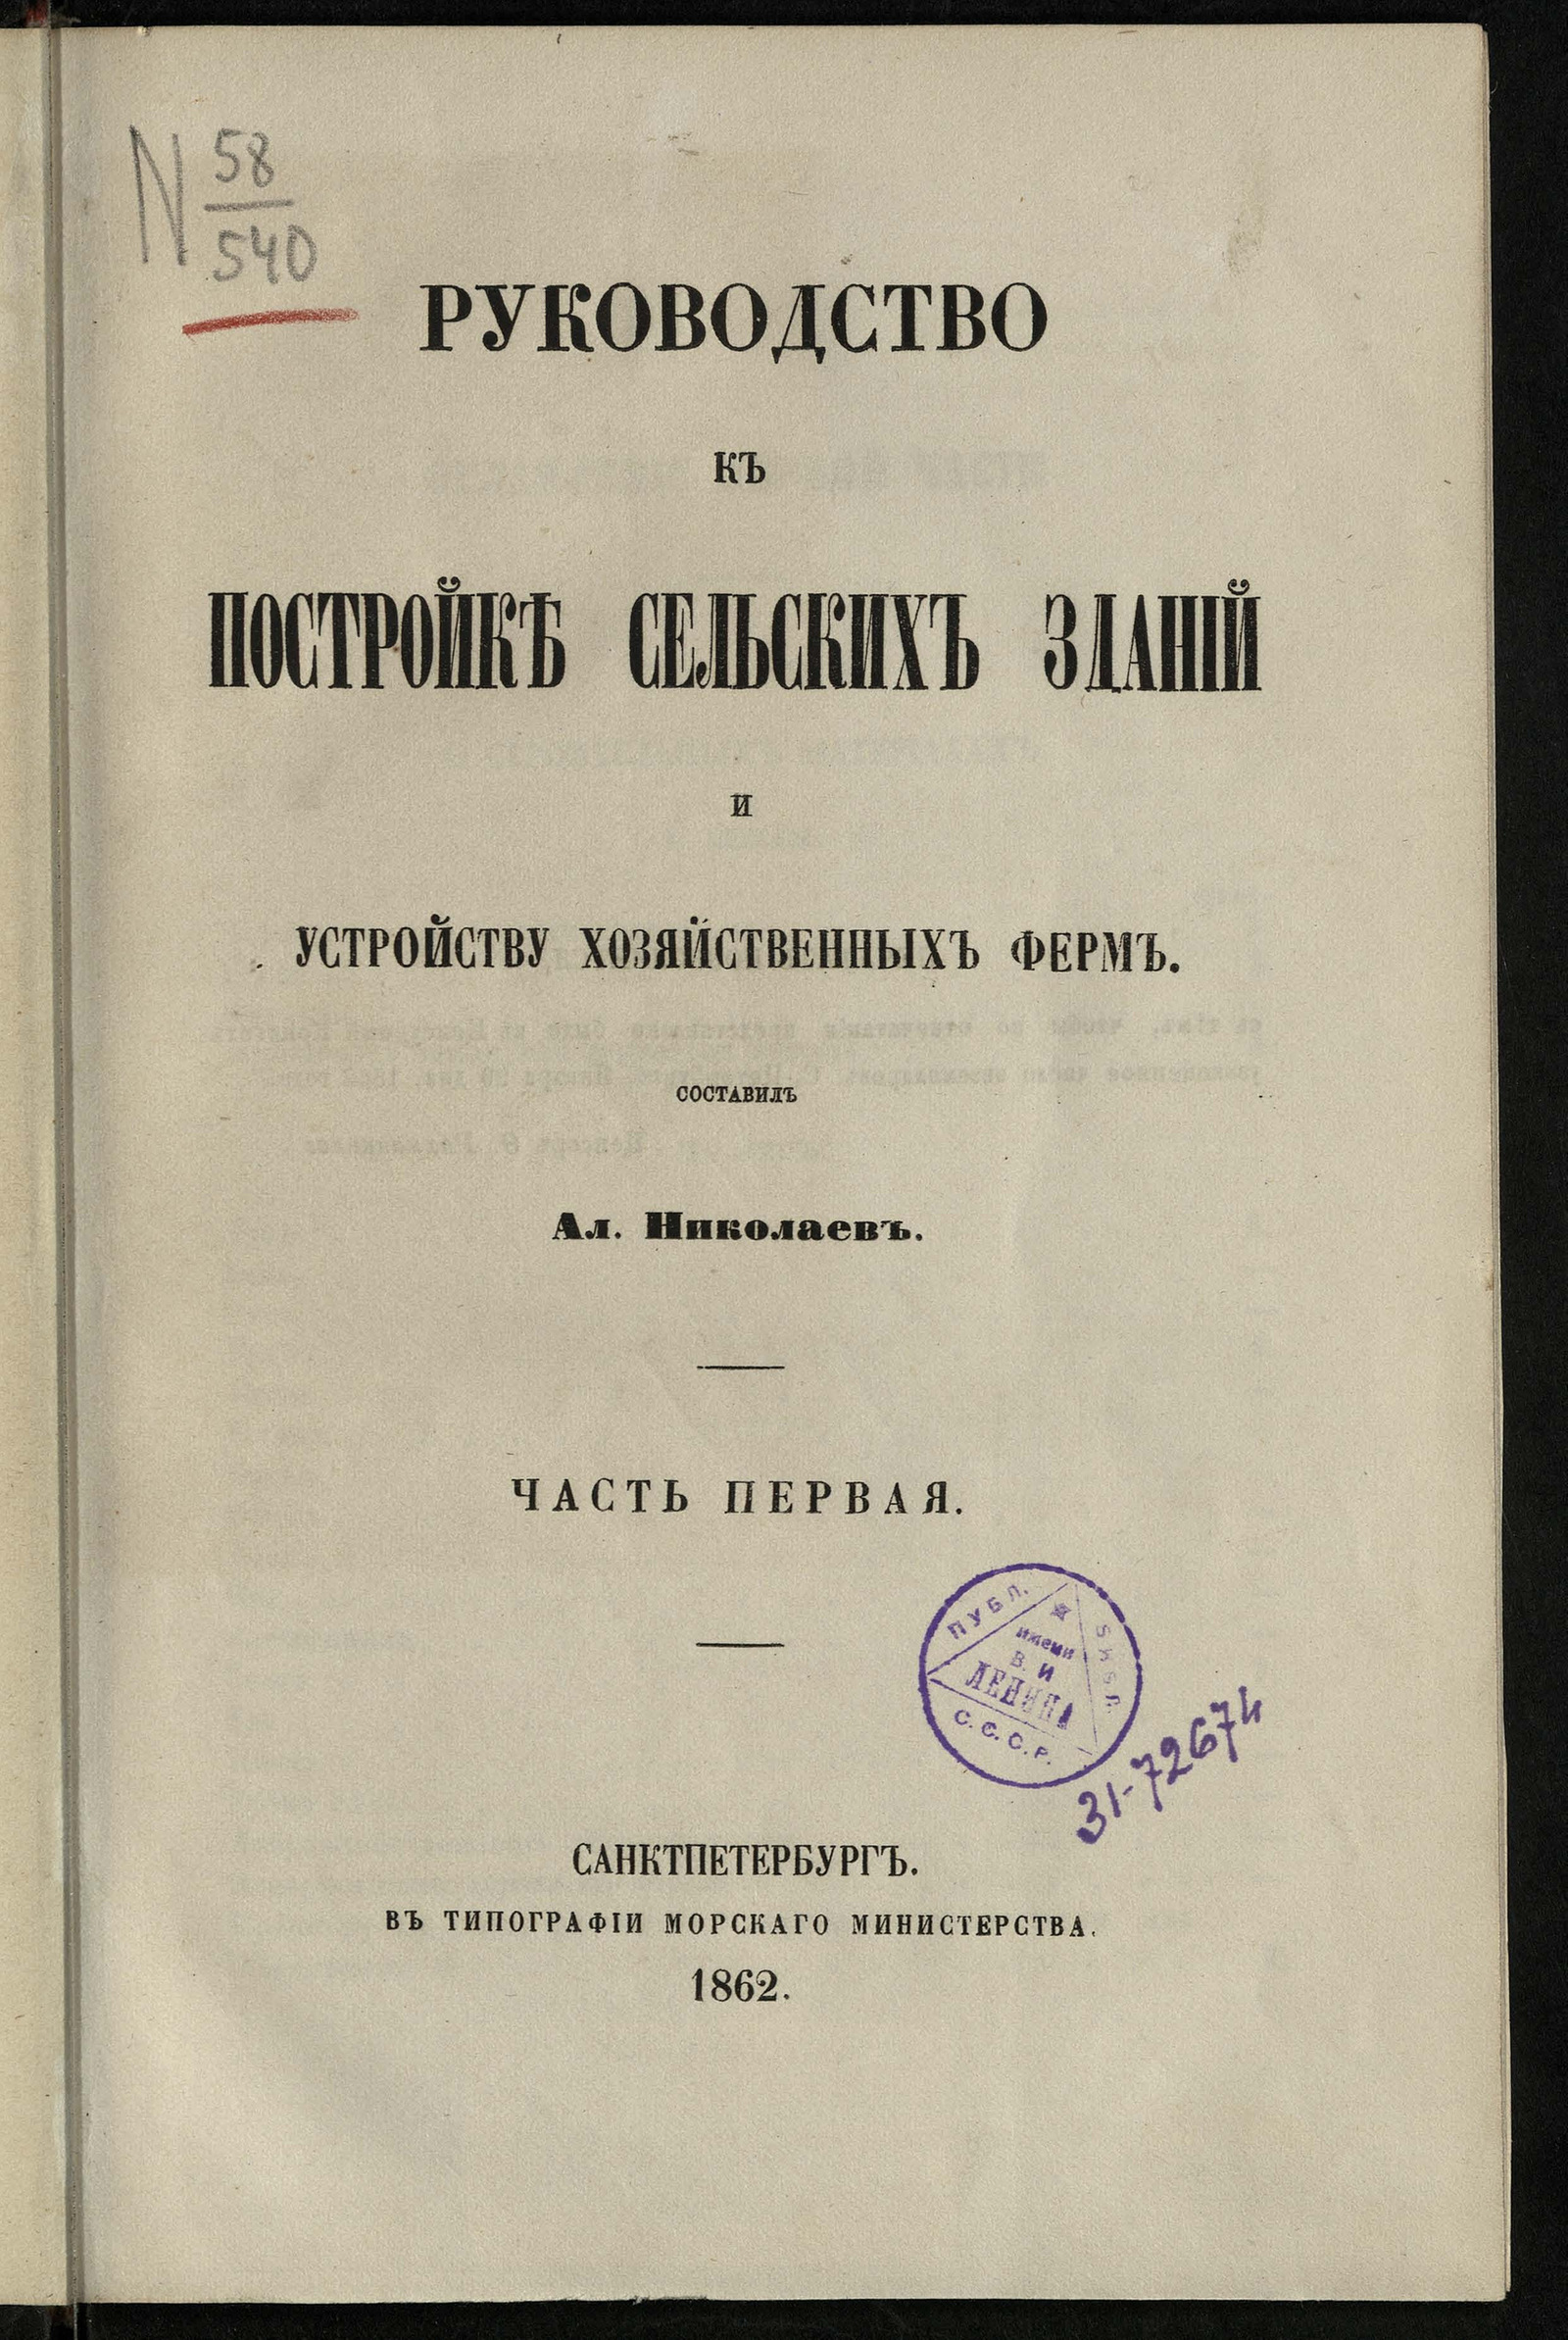 N 58
540
РУКОВОДСТВО
КЪ
ПОСТРОЙКѢ СЕЛЬСКИХЪ ЗДАНІЙ
И
УСТРОЙСТВУ ХОЗЯЙСТВЕННЫХЪ ФЕРМЪ.
СОСТАВИЛЪ
Ал. Николаевъ.
ЧАСТЬ ПЕРВАЯ.
ПУБЛ.
БИБЛ.
имени
В. И
ЛЕНИНА
С. С. С. Р.
31-72674
САНКТПЕТЕРБУРГЪ.
ВЪ ТИПОГРАФІИ МОРСКАГО МИНИСТЕРСТВА.
1862.